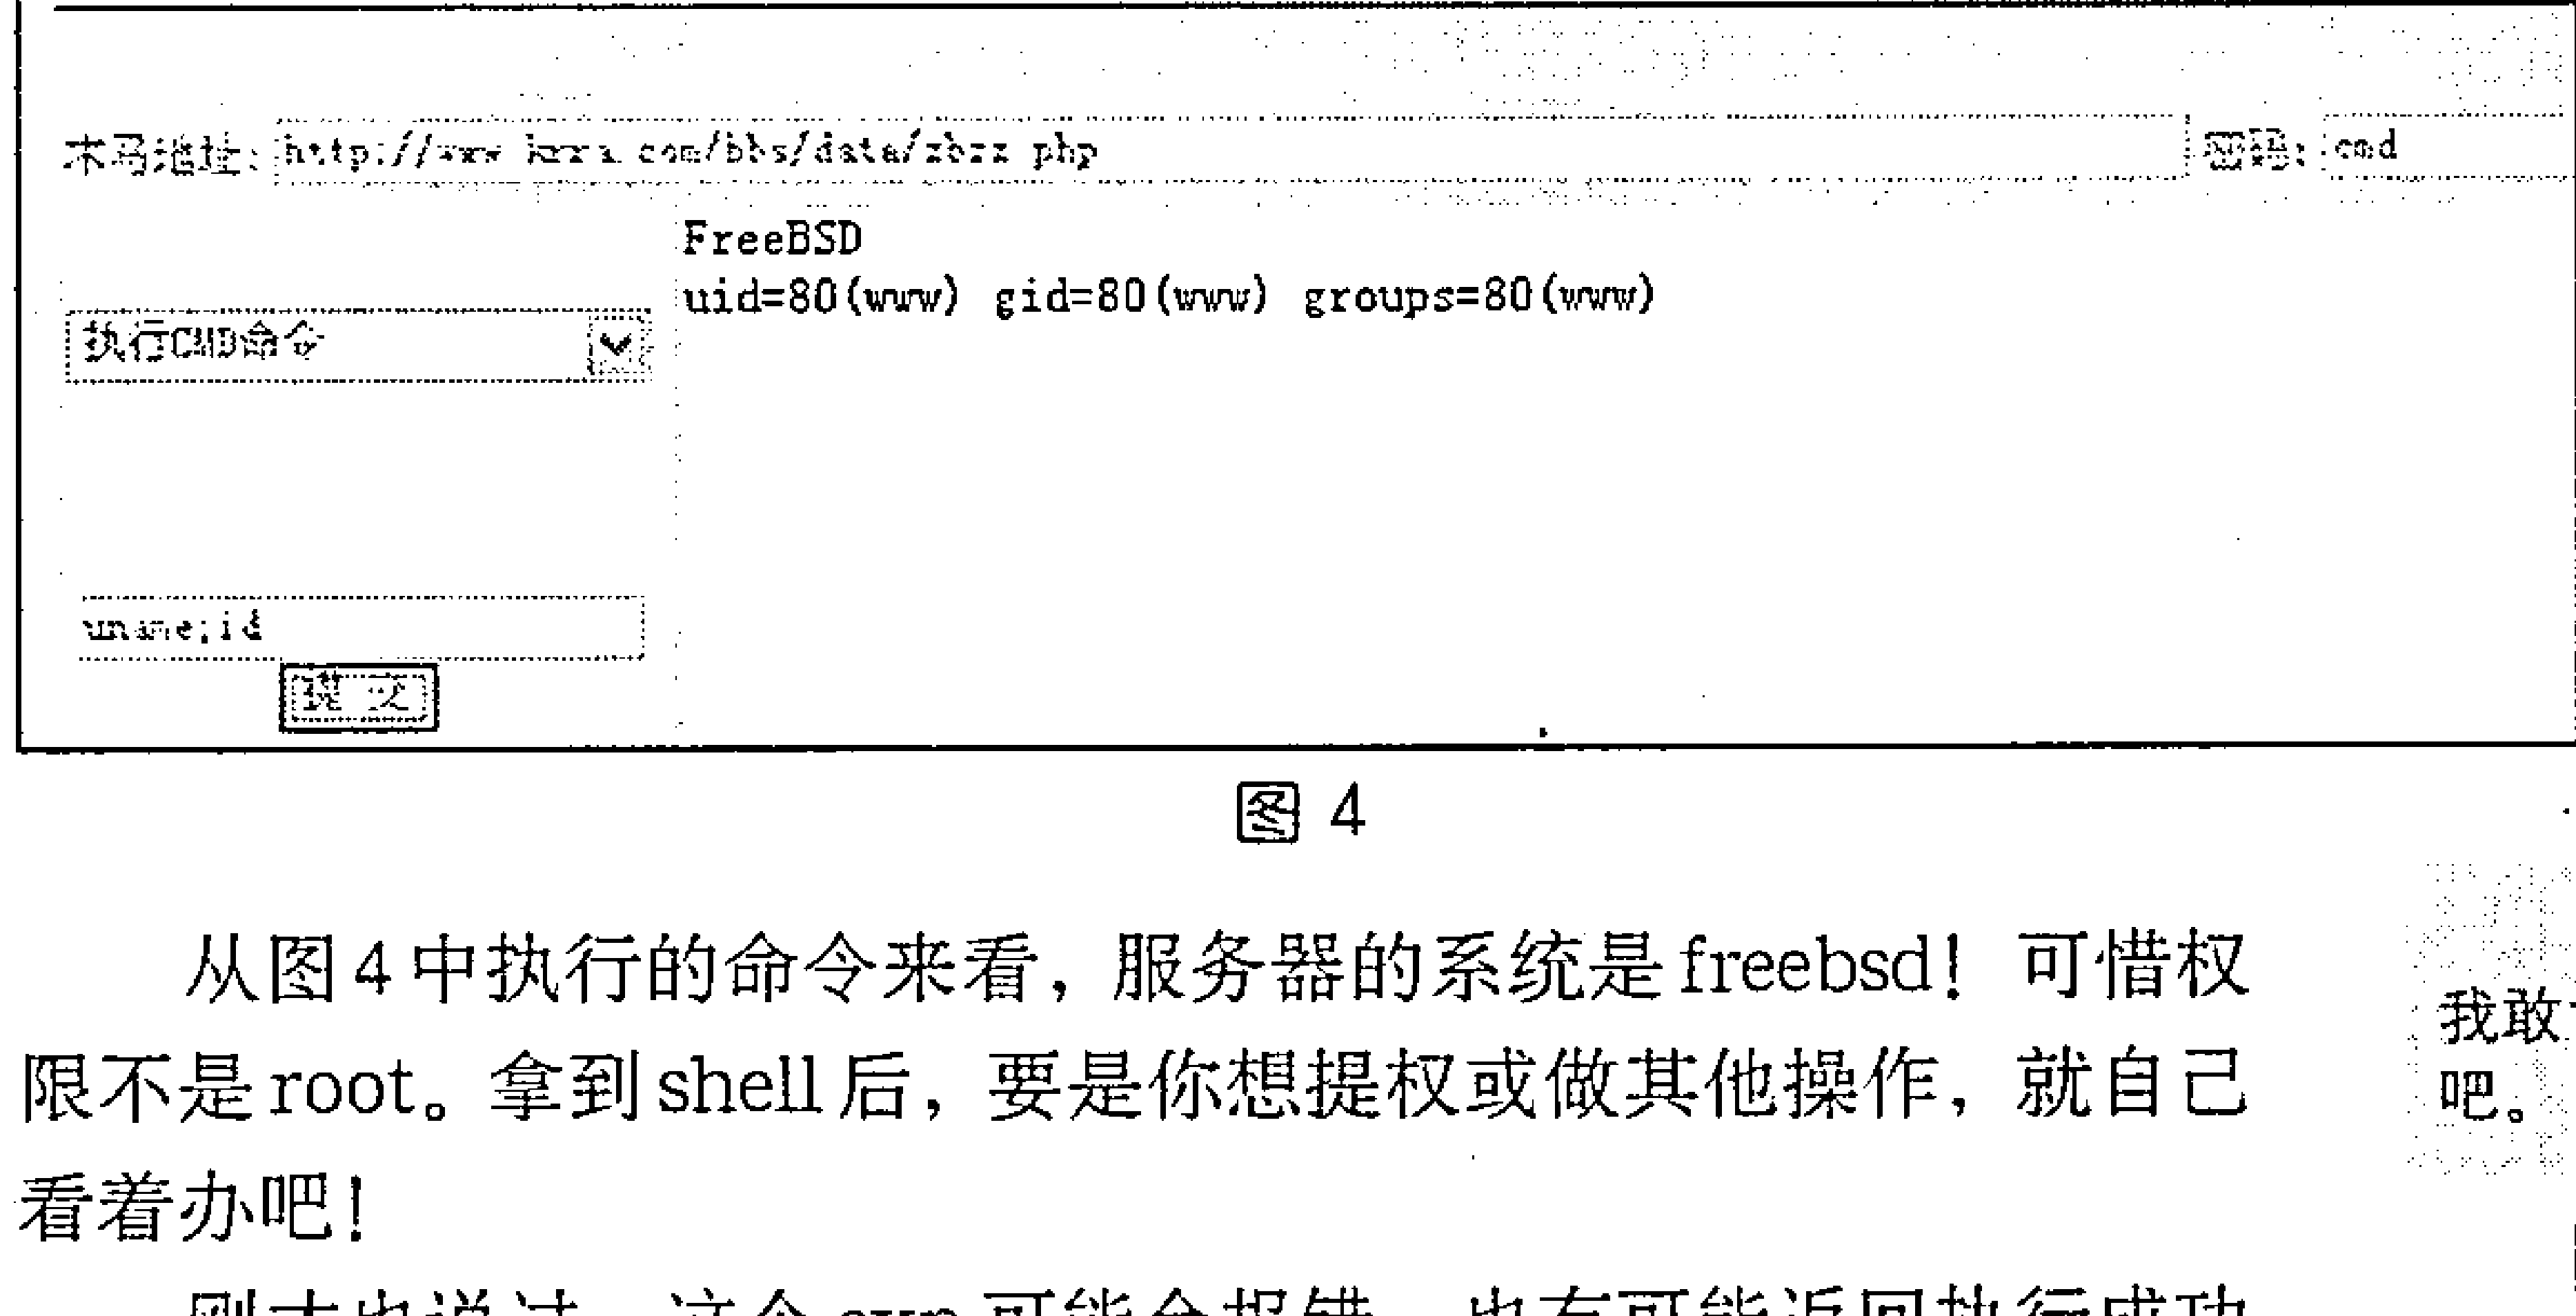 木马地址: 密码: cmd
FreeBSD
uid=80(www) gid=80(www) groups=80(www)
执行CMD命令
uname;id
提 交
图 4
从图4中执行的命令来看，服务器的系统是freebsd！可惜权
限不是root。拿到shell后，要是你想提权或做其他操作，就自己
看着办吧！
我敢
吧。